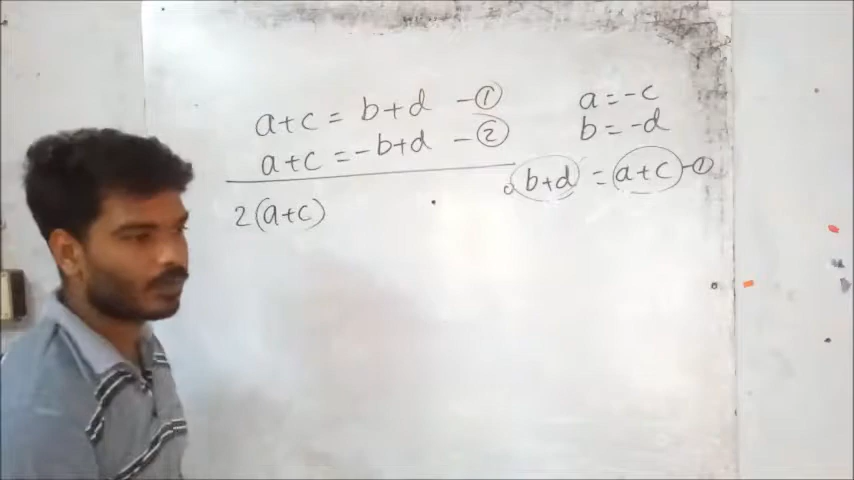 a+c = b+d - ①
a+c = -b+d - ②
2(a+c)
a = -c
b = -d
b+d = a+c - ①